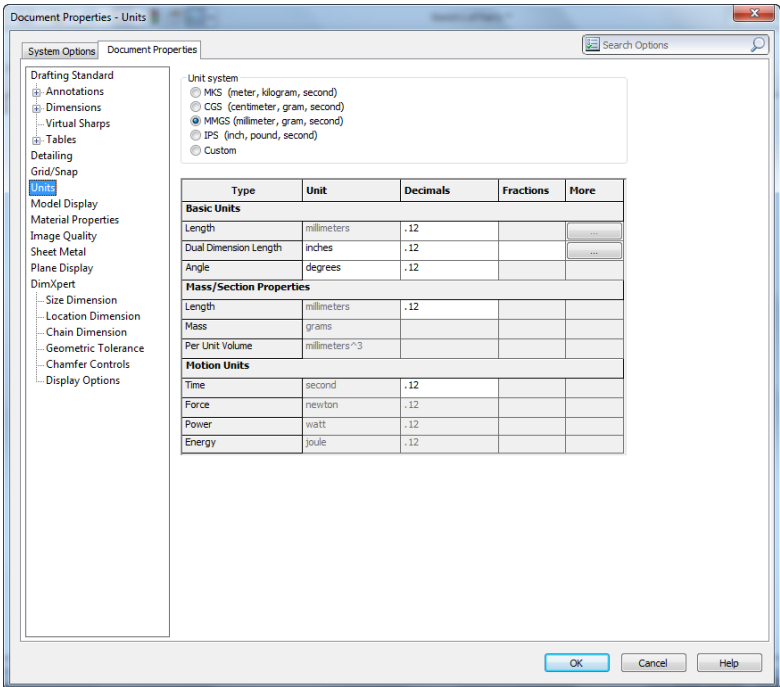 Document Properties - Units
System Options
Document Properties
Search Options
Drafting Standard
Annotations
Dimensions
Virtual Sharps
Tables
Detailing
Grid/Snap
Units
Model Display
Material Properties
Image Quality
Sheet Metal
Plane Display
DimXpert
Size Dimension
Location Dimension
Chain Dimension
Geometric Tolerance
Chamfer Controls
Display Options
Unit system
MKS (meter, kilogram, second)
CGS (centimeter, gram, second)
MMGS (millimeter, gram, second)
IPS (inch, pound, second)
Custom
Type Unit Decimals Fractions More
Basic Units
Length millimeters .12 ...
Dual Dimension Length inches .12 ...
Angle degrees .12
Mass/Section Properties
Length millimeters .12
Mass grams
Per Unit Volume millimeters^3
Motion Units
Time second .12
Force newton .12
Power watt .12
Energy joule .12
OK Cancel Help